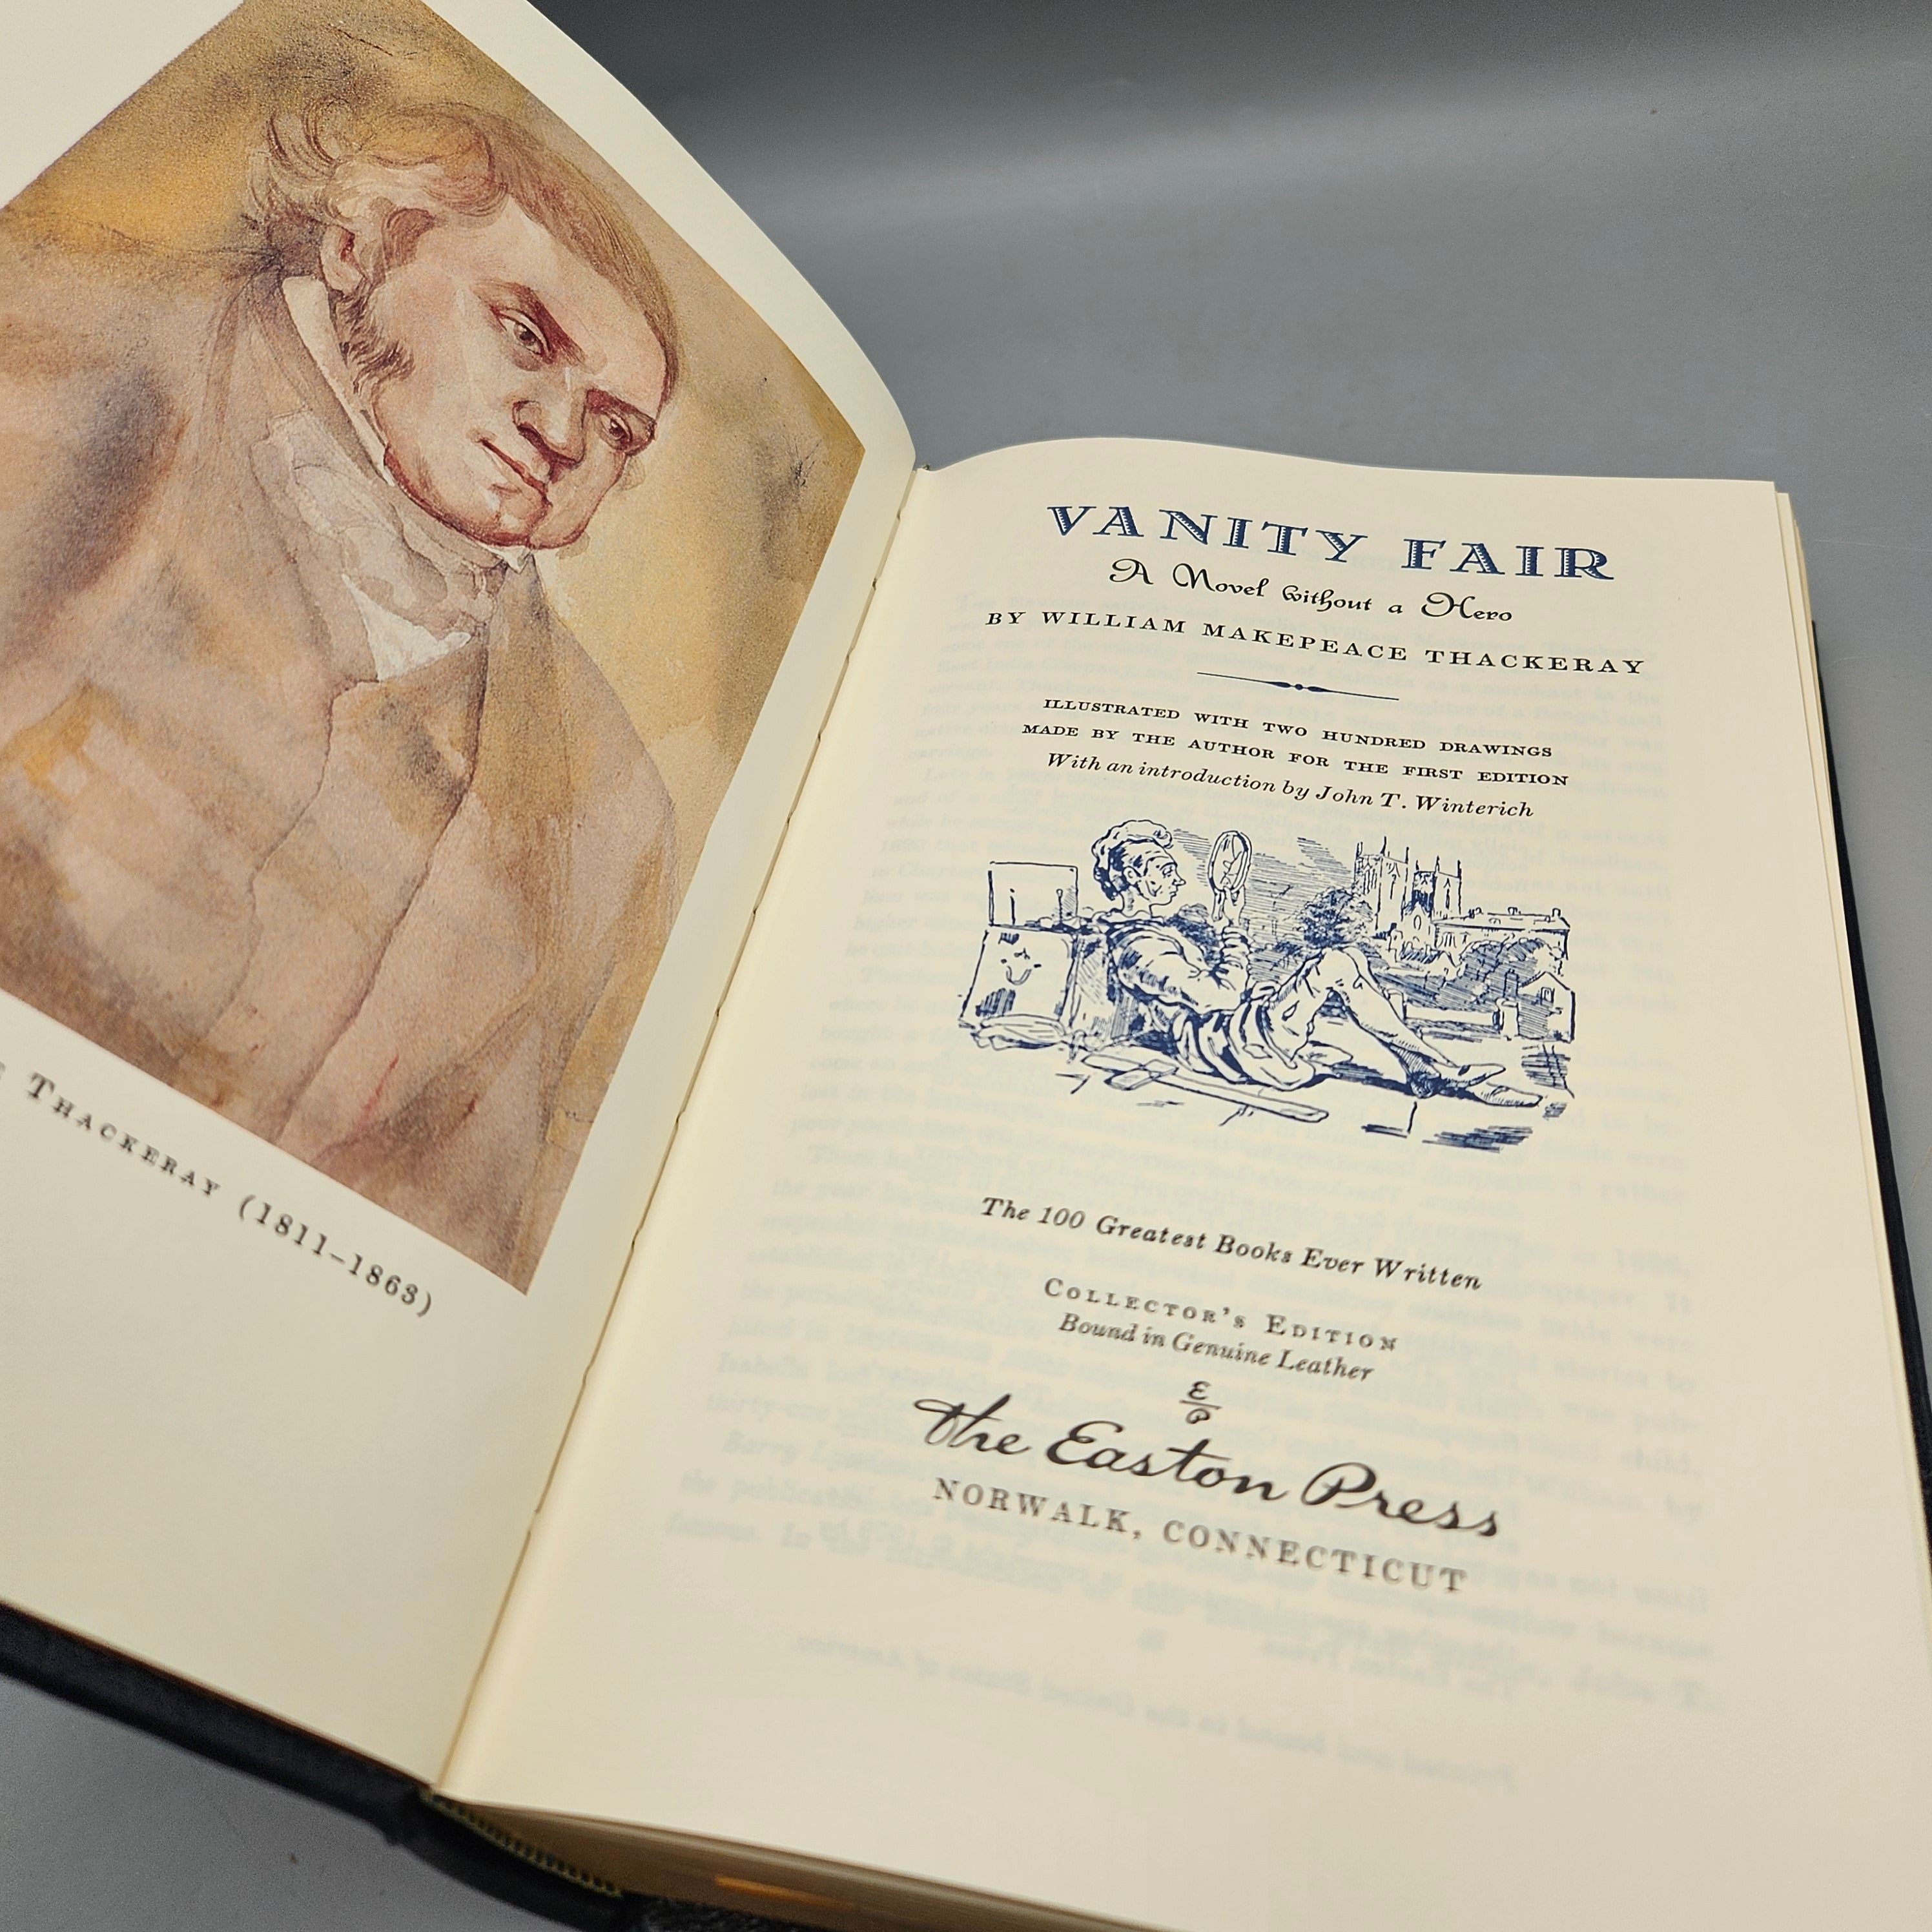 THACKERAY (1811–1863)
VANITY FAIR
A Novel without a Hero
BY WILLIAM MAKEPEACE THACKERAY
ILLUSTRATED WITH TWO HUNDRED DRAWINGS
MADE BY THE AUTHOR FOR THE FIRST EDITION
With an introduction by John T. Winterich
The 100 Greatest Books Ever Written
COLLECTOR'S EDITION
Bound in Genuine Leather
E
P
The Easton Press
NORWALK, CONNECTICUT